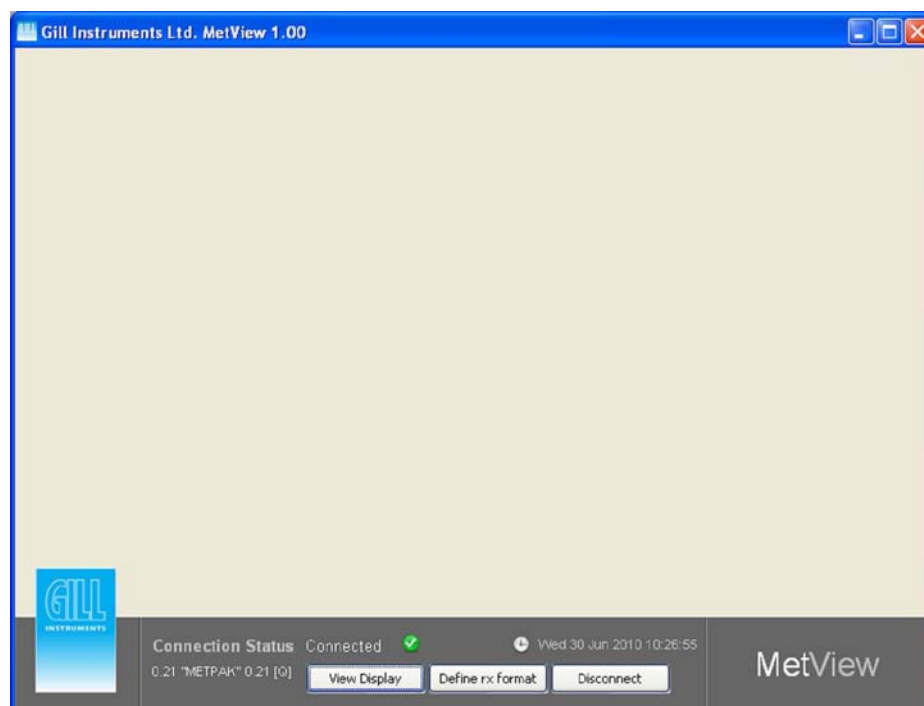 Gill Instruments Ltd. MetView 1.00
GILL
INSTRUMENTS
Connection Status Connected
Wed 30 Jun 2010 10:26:55
0.21 "METPAK" 0.21 [Q]
View Display
Define rx format
Disconnect
MetView